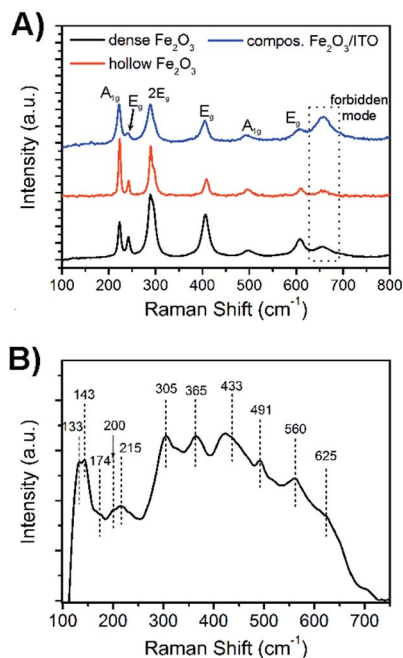 A)
dense Fe₂O₃
compos. Fe₂O₃/ITO
hollow Fe₂O₃
A₁g
Eg
2Eg
Eg
A₁g
Eg
forbidden
mode
Intensity (a.u.)
100 200 300 400 500 600 700 800
Raman Shift (cm⁻¹)
B)
133
143
174
200
215
305
365
433
491
560
625
Intensity (a.u.)
100 200 300 400 500 600 700
Raman Shift (cm⁻¹)